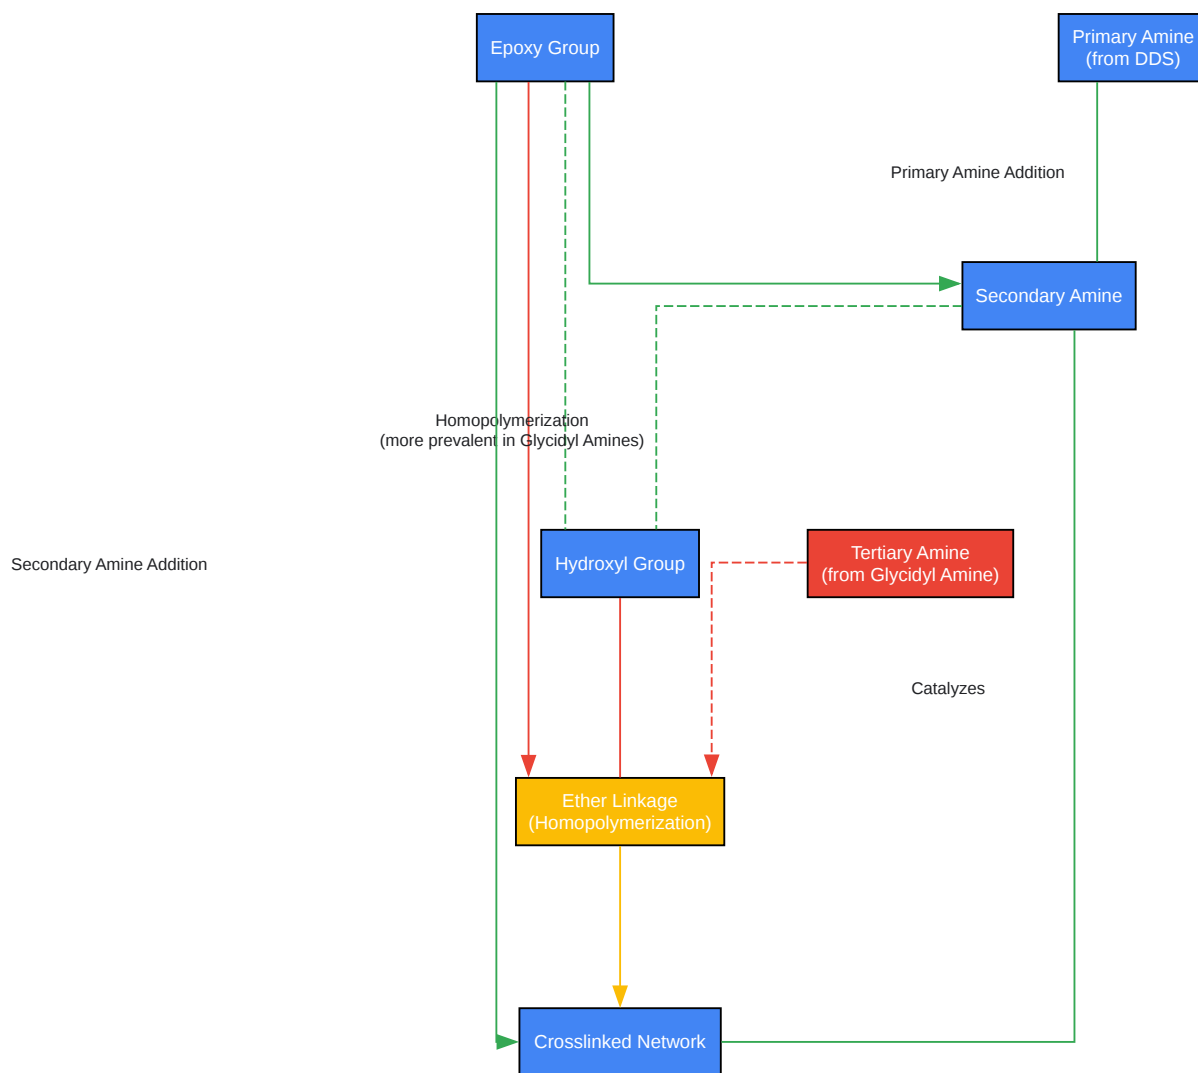 Epoxy Group
Primary Amine
(from DDS)
Primary Amine Addition
Secondary Amine
Homopolymerization
(more prevalent in Glycidyl Amines)
Hydroxyl Group
Tertiary Amine
(from Glycidyl Amine)
Secondary Amine Addition
Catalyzes
Ether Linkage
(Homopolymerization)
Crosslinked Network